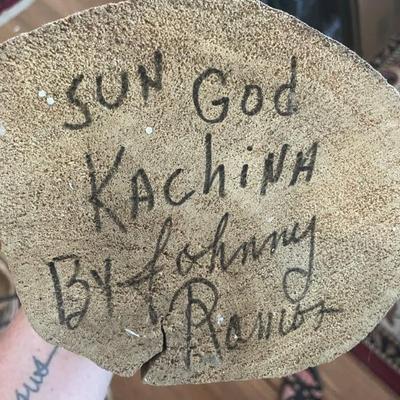 SUN God
KAChiNA
By Johnny
Ramos